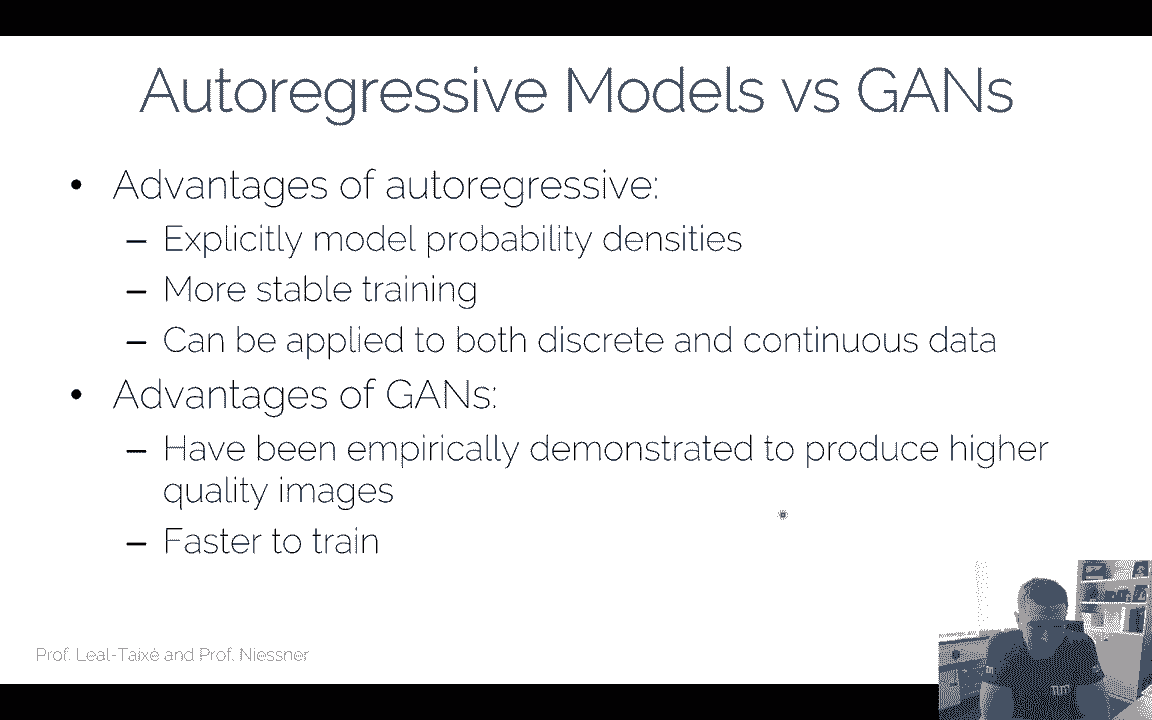 Autoregressive Models vs GANs
• Advantages of autoregressive:
– Explicitly model probability densities
– More stable training
– Can be applied to both discrete and continuous data
• Advantages of GANs:
– Have been empirically demonstrated to produce higher
quality images
– Faster to train
Prof. Leal-Taixé and Prof. Niessner